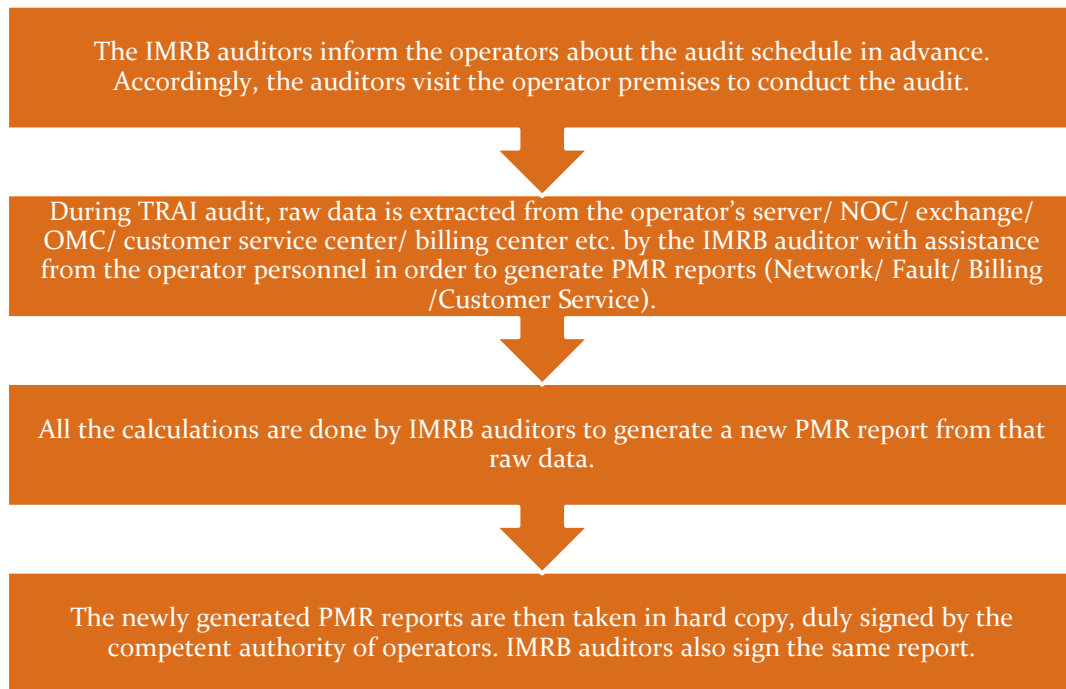 The IMRB auditors inform the operators about the audit schedule in advance.
Accordingly, the auditors visit the operator premises to conduct the audit.
During TRAI audit, raw data is extracted from the operator's server/ NOC/ exchange/
OMC/ customer service center/ billing center etc. by the IMRB auditor with assistance
from the operator personnel in order to generate PMR reports (Network/ Fault/ Billing
/Customer Service).
All the calculations are done by IMRB auditors to generate a new PMR report from that
raw data.
The newly generated PMR reports are then taken in hard copy, duly signed by the
competent authority of operators. IMRB auditors also sign the same report.